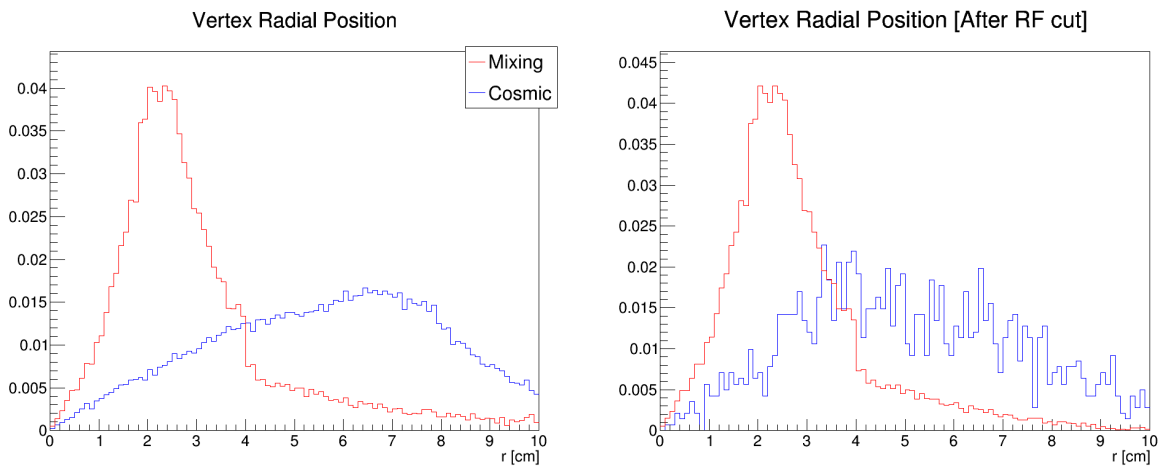 Vertex Radial Position
Mixing
Cosmic
0.04
0.035
0.03
0.025
0.02
0.015
0.01
0.005
0
0 1 2 3 4 5 6 7 8 9 10
r [cm]
Vertex Radial Position [After RF cut]
0.045
0.04
0.035
0.03
0.025
0.02
0.015
0.01
0.005
0
0 1 2 3 4 5 6 7 8 9 10
r [cm]